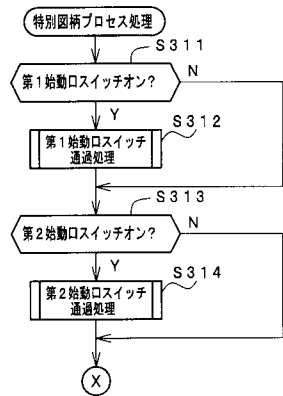 特別図柄プロセス処理
S311
第1始動口スイッチオン?
N
Y
S312
第1始動口スイッチ
通過処理
S313
第2始動口スイッチオン?
N
Y
S314
第2始動口スイッチ
通過処理
X